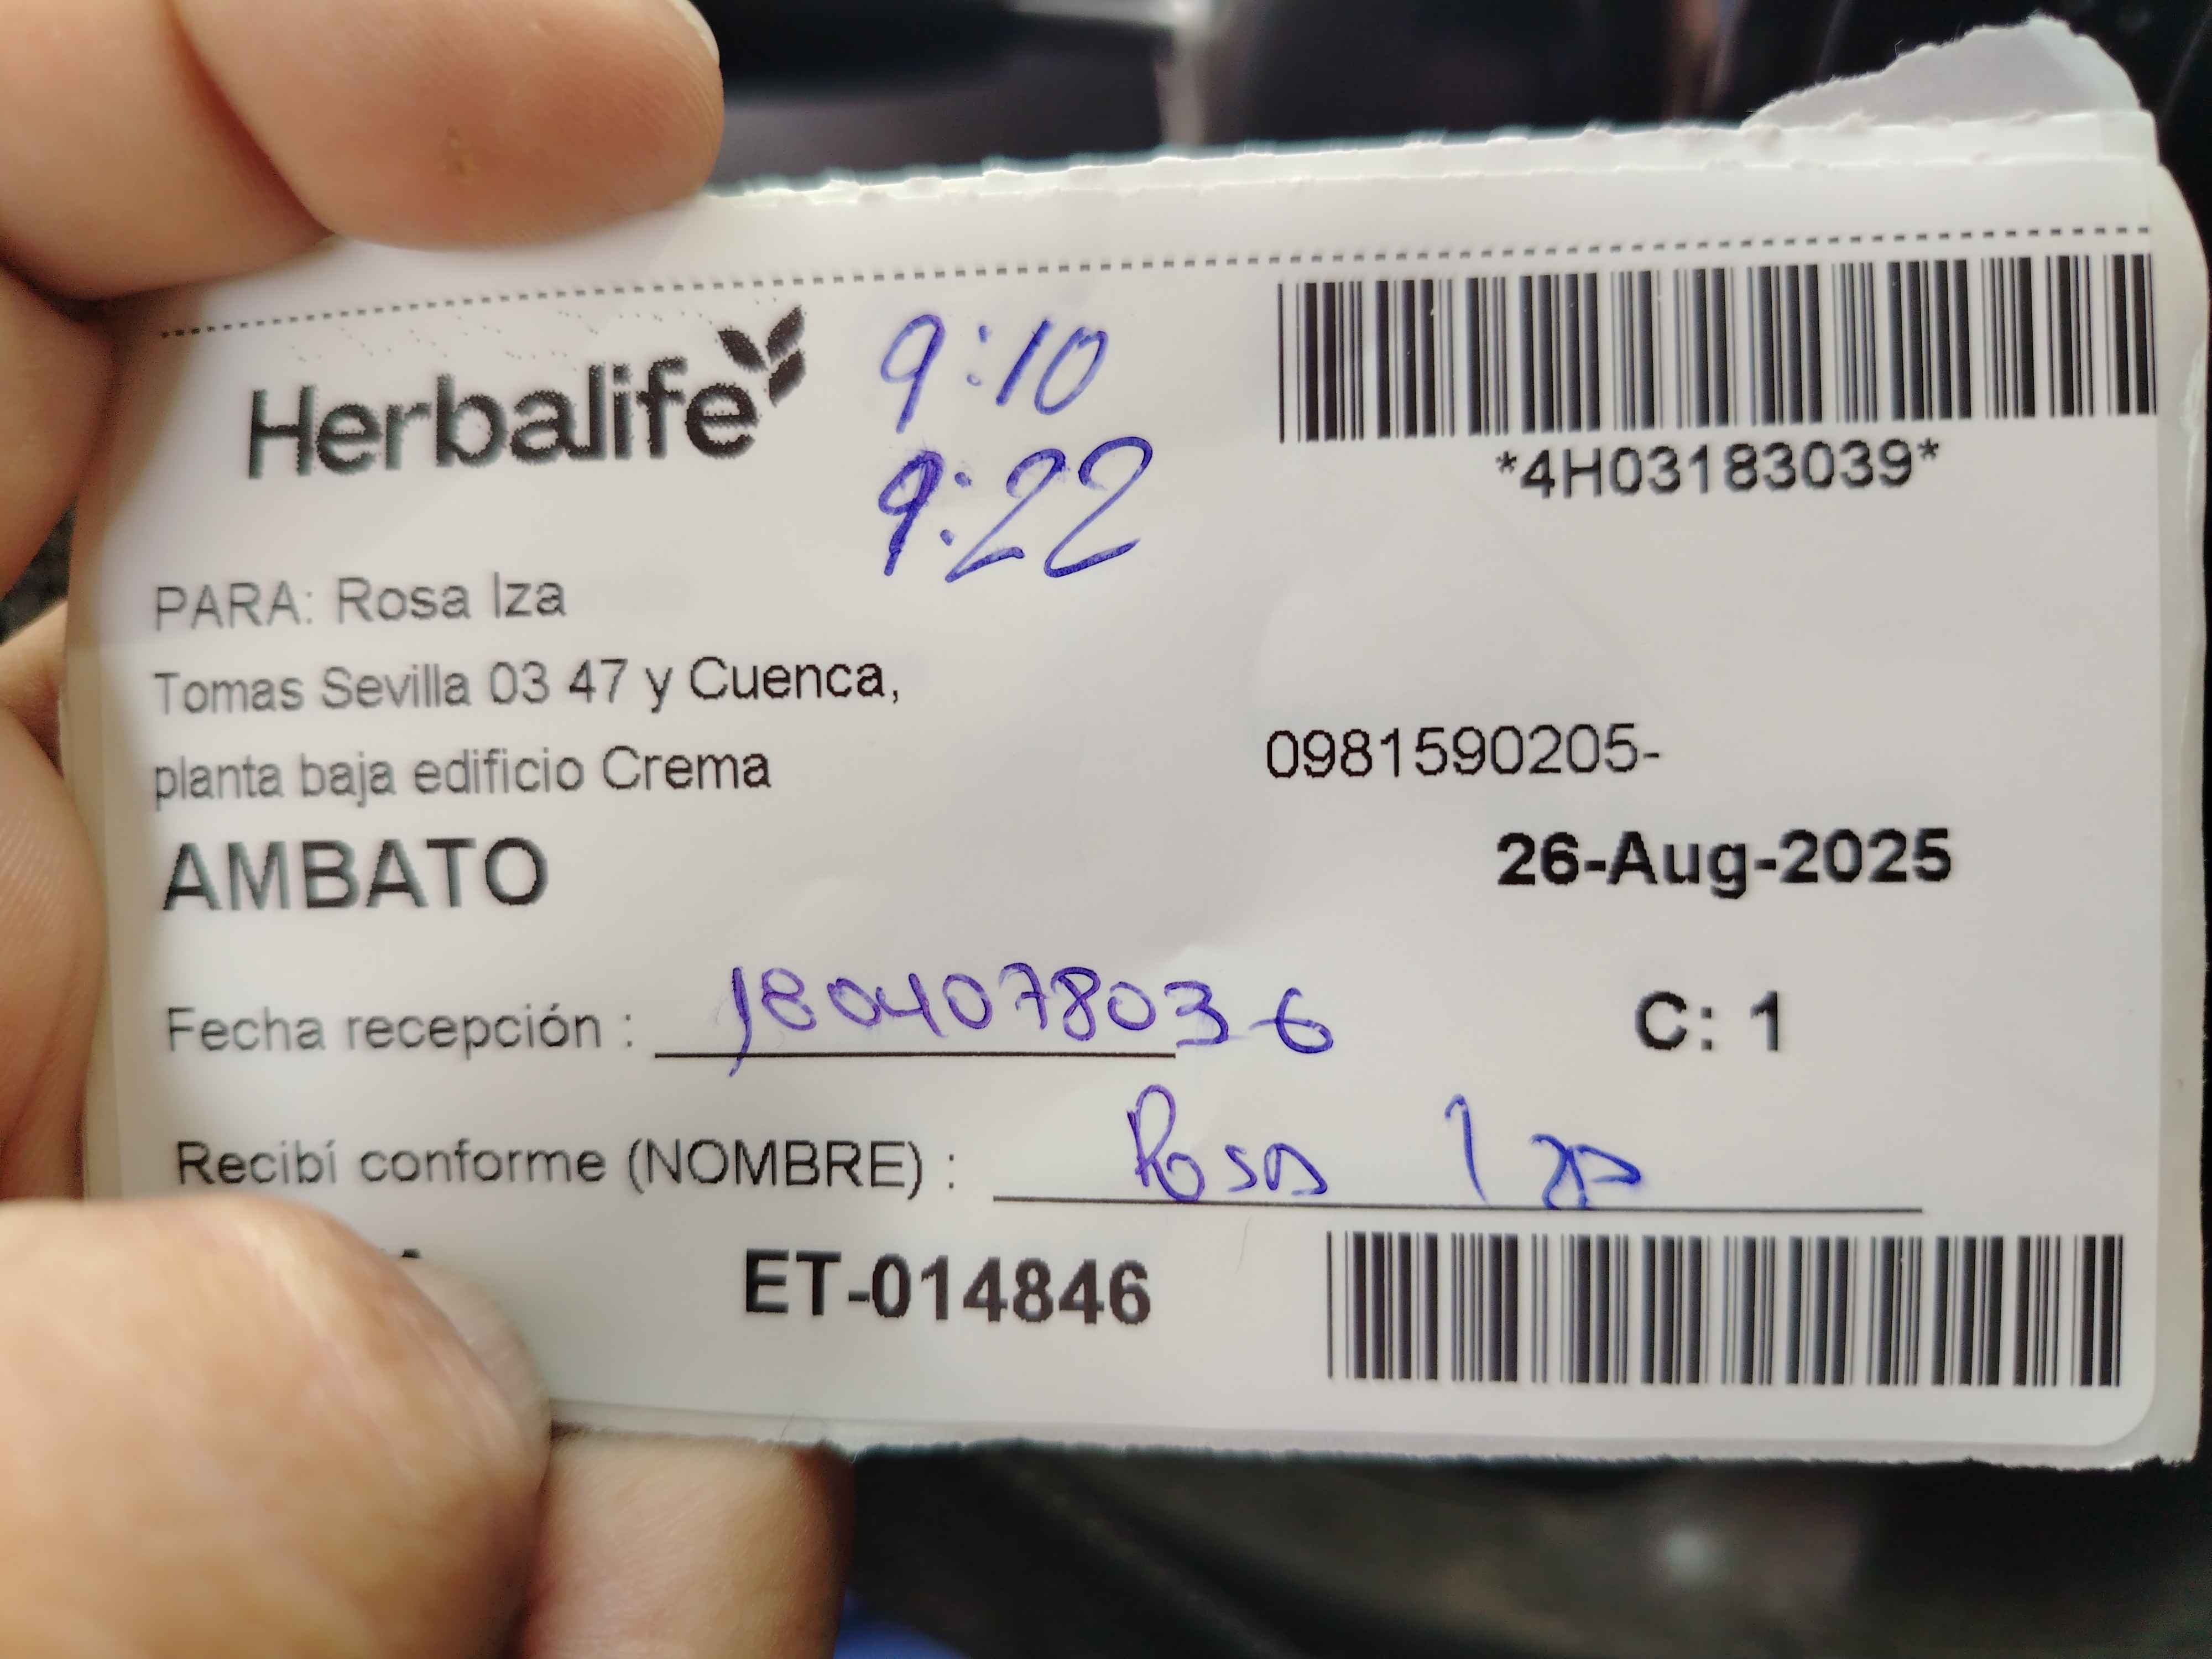 Herbalife
9:10
9:22
*4H03183039*
PARA: Rosa Iza
Tomas Sevilla 03 47 y Cuenca,
planta baja edificio Crema
0981590205-
AMBATO
26-Aug-2025
Fecha recepción : 1804078036
C: 1
Recibí conforme (NOMBRE) : Rosa Iza
ET-014846